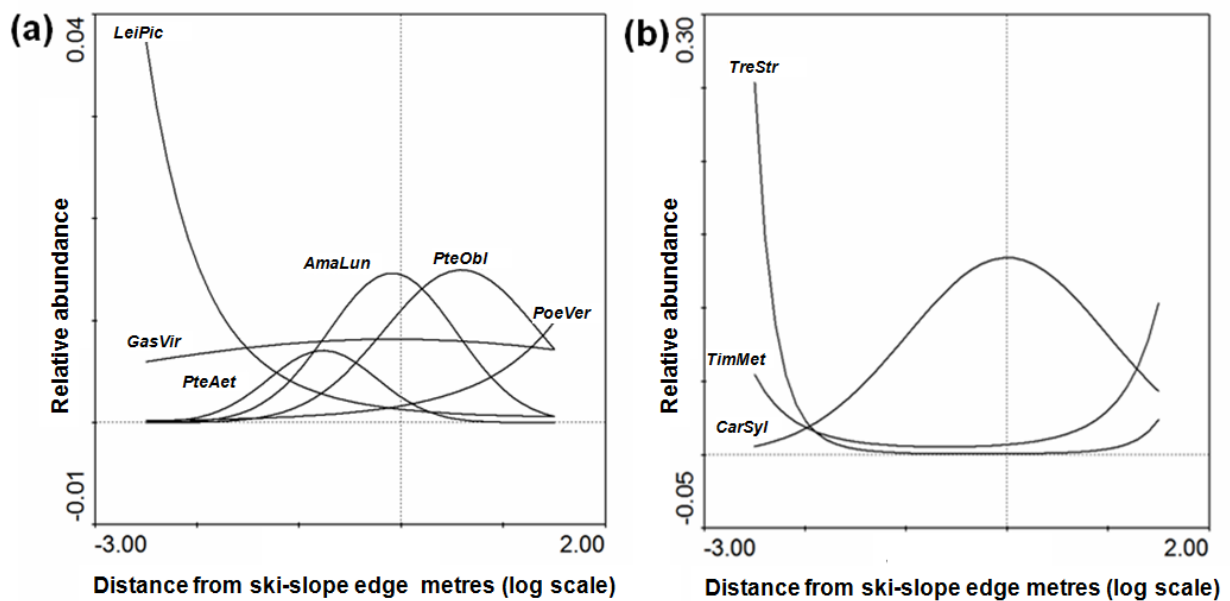 (a)
0.04
LeiPic
AmaLun
PteObl
PoeVer
GasVir
PteAet
Relative abundance
-0.01
-3.00
2.00
Distance from ski-slope edge metres (log scale)
(b)
0.30
TreStr
TimMet
CarSyl
Relative abundance
-0.05
-3.00
2.00
Distance from ski-slope edge metres (log scale)